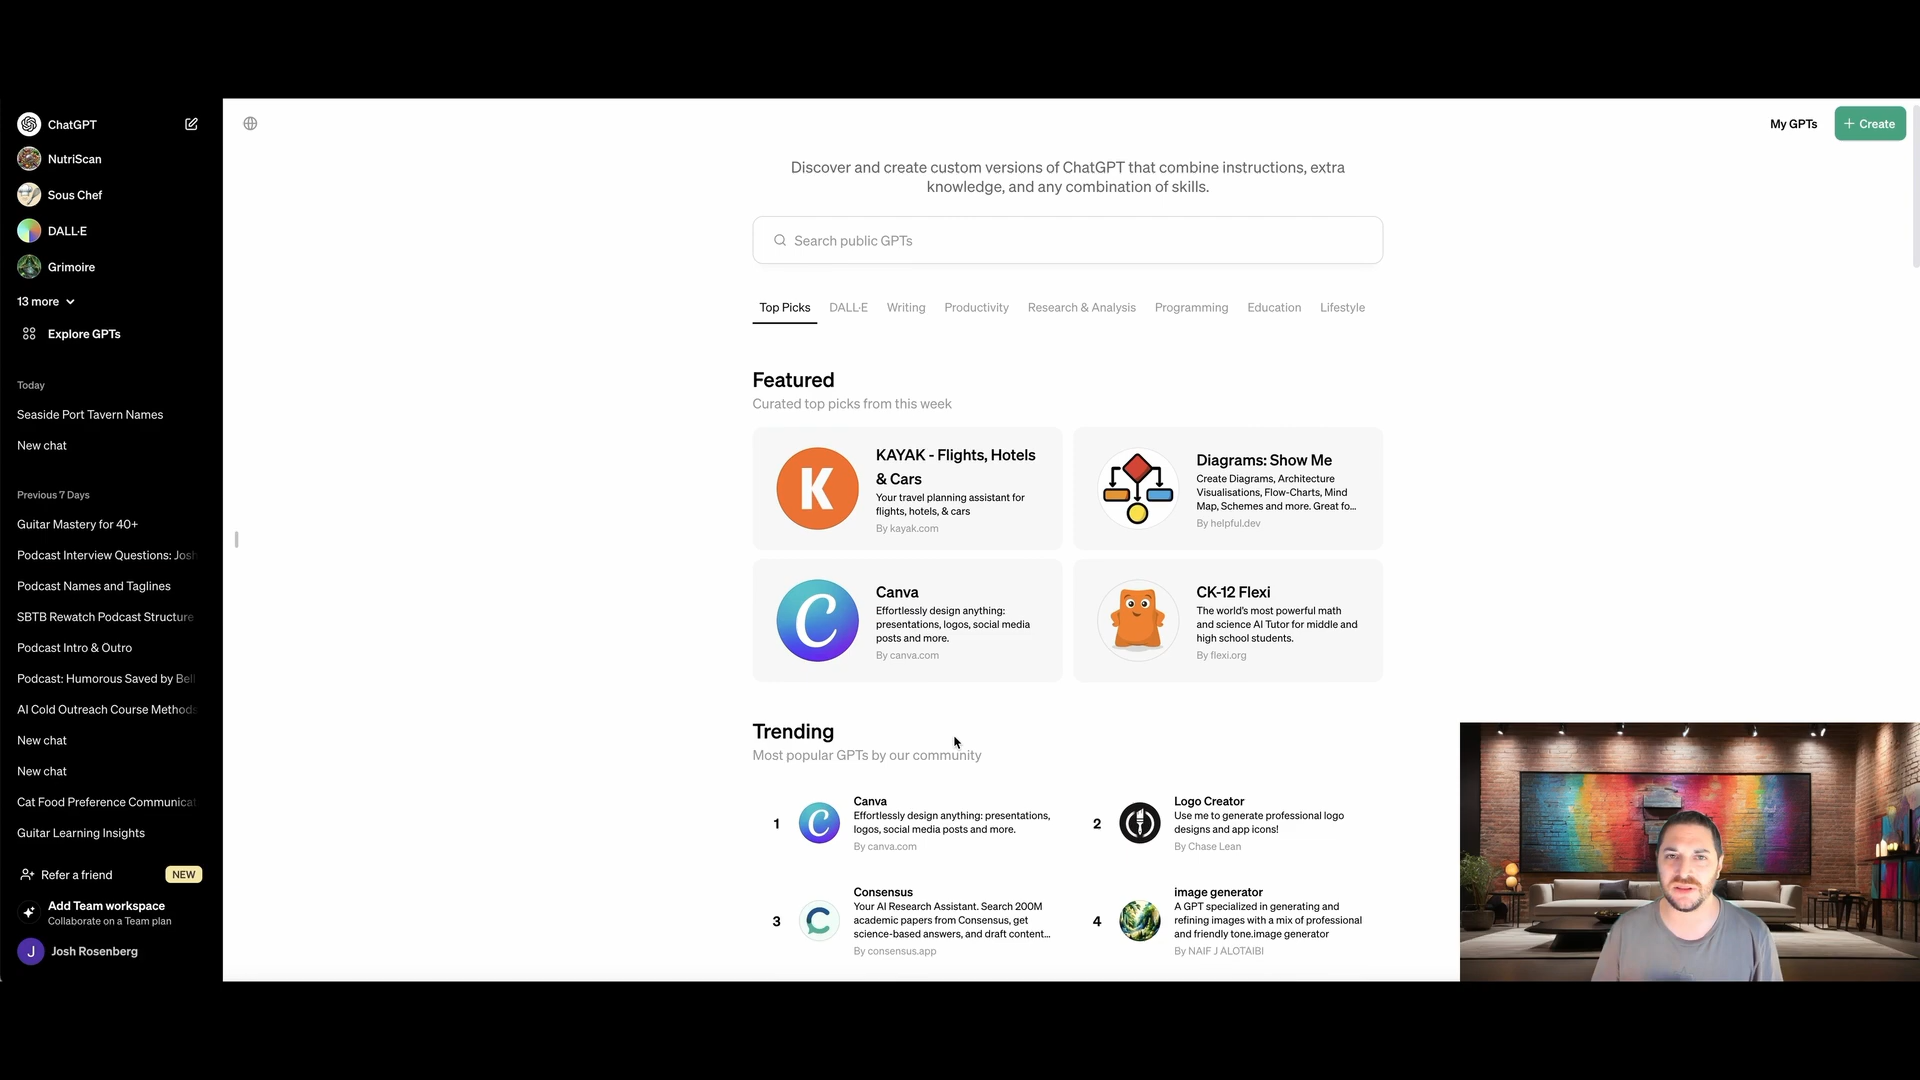 ChatGPT
NutriScan
Sous Chef
DALL·E
Grimoire
13 more
Explore GPTs
Today
Seaside Port Tavern Names
New chat
Previous 7 Days
Guitar Mastery for 40+
Podcast Interview Questions: Josh
Podcast Names and Taglines
SBTB Rewatch Podcast Structure
Podcast Intro & Outro
Podcast: Humorous Saved by Bell
AI Cold Outreach Course Methods
New chat
New chat
Cat Food Preference Communica
Guitar Learning Insights
Refer a friend
NEW
Add Team workspace
Collaborate on a Team plan
J
Josh Rosenberg
My GPTs
+ Create
Discover and create custom versions of ChatGPT that combine instructions, extra
knowledge, and any combination of skills.
Search public GPTs
Top Picks DALL·E Writing Productivity Research & Analysis Programming Education Lifestyle
Featured
Curated top picks from this week
K
KAYAK - Flights, Hotels
& Cars
Your travel planning assistant for
flights, hotels, & cars
By kayak.com
Diagrams: Show Me
Create Diagrams, Architecture
Visualisations, Flow-Charts, Mind
Map, Schemes and more. Great fo...
By helpful.dev
C
Canva
Effortlessly design anything:
presentations, logos, social media
posts and more.
By canva.com
CK-12 Flexi
The world's most powerful math
and science AI Tutor for middle and
high school students.
By flexi.org
Trending
Most popular GPTs by our community
1
C
Canva
Effortlessly design anything: presentations,
logos, social media posts and more.
By canva.com
2
Logo Creator
Use me to generate professional logo
designs and app icons!
By Chase Lean
3
C
Consensus
Your AI Research Assistant. Search 200M
academic papers from Consensus, get
science-based answers, and draft content...
By consensus.app
4
image generator
A GPT specialized in generating and
refining images with a mix of professional
and friendly tone.image generator
By NAIF J ALOTAIBI